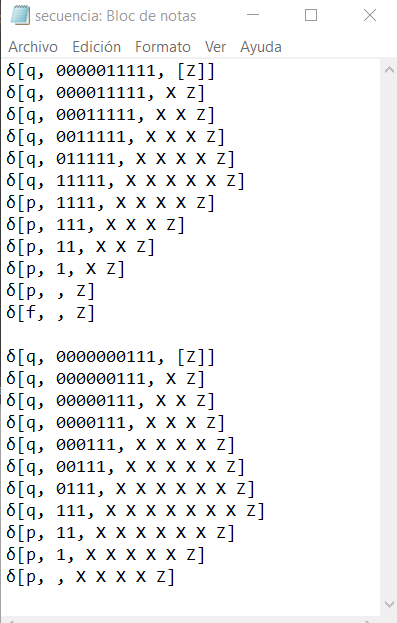 secuencia: Bloc de notas
Archivo Edición Formato Ver Ayuda
δ[q, 0000011111, [Z]]
δ[q, 000011111, X Z]
δ[q, 00011111, X X Z]
δ[q, 0011111, X X X Z]
δ[q, 011111, X X X X Z]
δ[q, 11111, X X X X X Z]
δ[p, 1111, X X X X Z]
δ[p, 111, X X X Z]
δ[p, 11, X X Z]
δ[p, 1, X Z]
δ[p, , Z]
δ[f, , Z]

δ[q, 0000000111, [Z]]
δ[q, 000000111, X Z]
δ[q, 00000111, X X Z]
δ[q, 0000111, X X X Z]
δ[q, 000111, X X X X Z]
δ[q, 00111, X X X X X Z]
δ[q, 0111, X X X X X X Z]
δ[q, 111, X X X X X X X Z]
δ[p, 11, X X X X X X Z]
δ[p, 1, X X X X X Z]
δ[p, , X X X X Z]